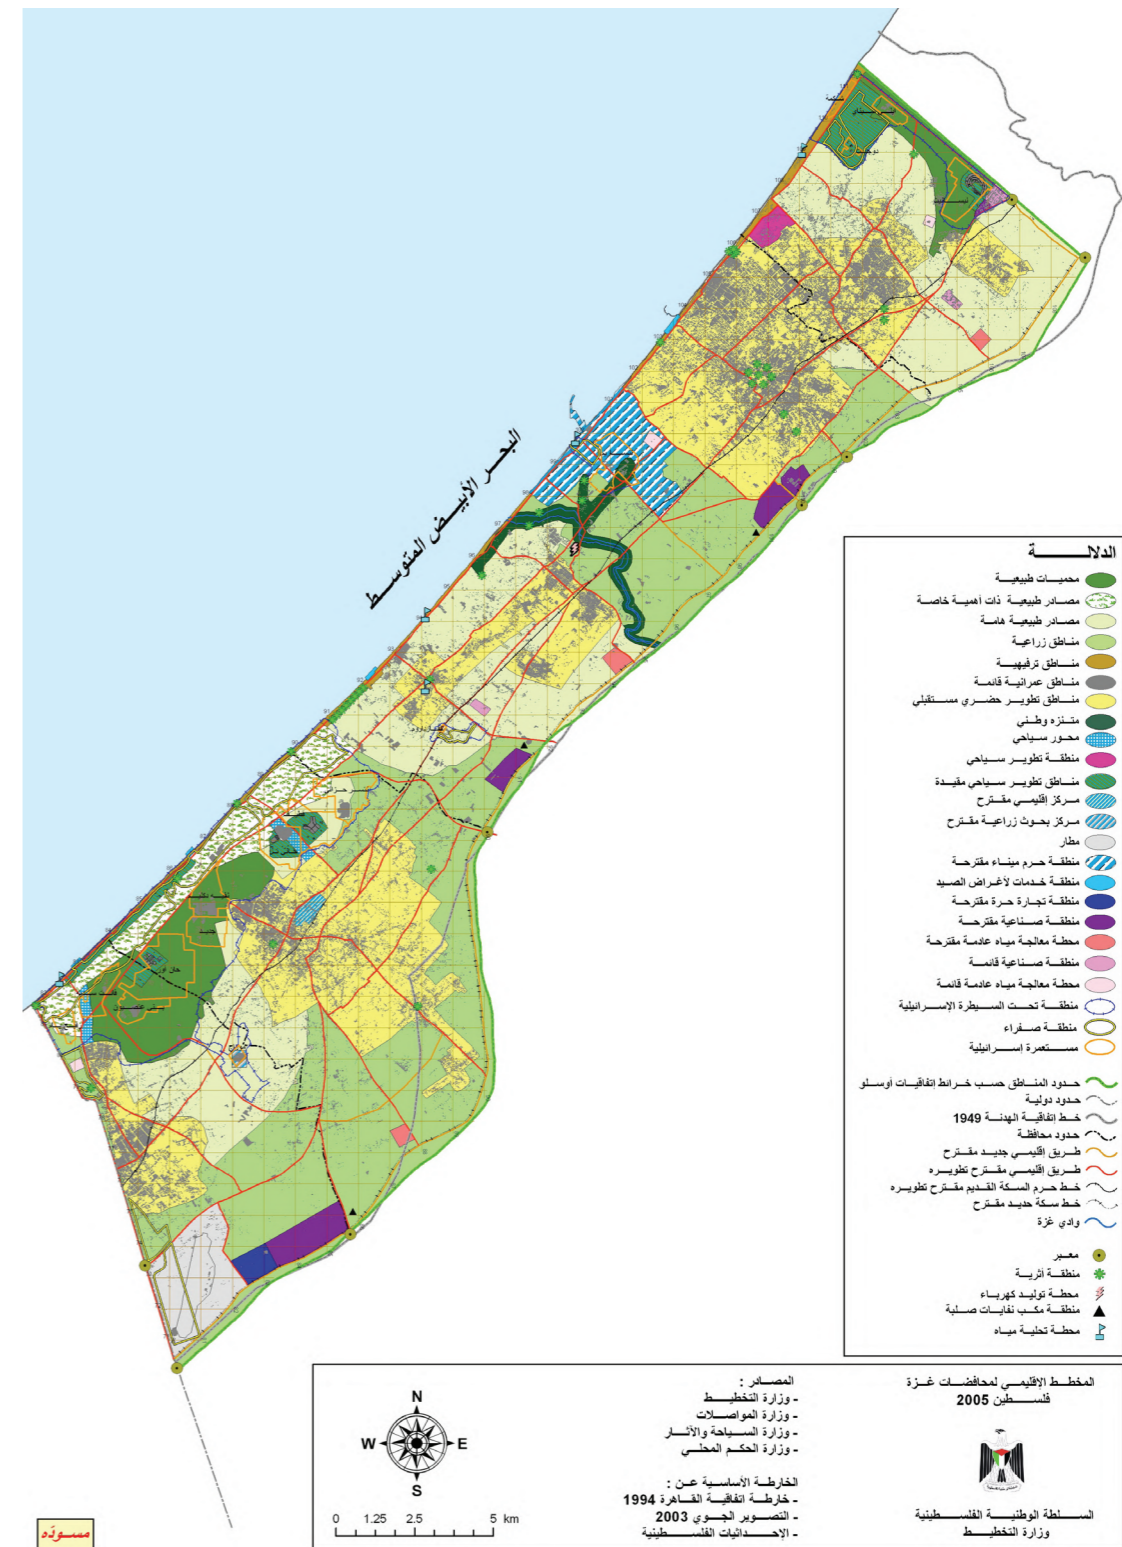 البحر الأبيض المتوسط
الدلالة
محميات طبيعية
مصادر طبيعية ذات أهمية خاصة
مصادر طبيعية هامة
مناطق زراعية
مناطق ترفيهية
مناطق عمرانية قائمة
مناطق تطوير حضري مستقبلي
متنزه وطني
محور سياحي
منطقة تطوير سياحي
مناطق تطوير سياحي مقيدة
مركز إقليمي مقترح
مركز بحوث زراعية مقترح
مطار
منطقة حرم ميناء مقترحة
منطقة خدمات لأغراض الصيد
منطقة تجارة حرة مقترحة
منطقة صناعية مقترحة
محطة معالجة مياه عادمة مقترحة
منطقة صناعية قائمة
محطة معالجة مياه عادمة قائمة
منطقة تحت السيطرة الإسرائيلية
منطقة صفراء
مستعمرة إسرائيلية
حدود المناطق حسب خرائط إتفاقيات أوسلو
حدود دولية
خط إتفاقية الهدنة 1949
حدود محافظة
طريق إقليمي جديد مقترح
طريق إقليمي مقترح تطويره
خط حرم السكة القديم مقترح تطويره
خط سكة حديد مقترح
وادي غزة
معبر
منطقة أثرية
محطة توليد كهرباء
منطقة مكب نفايات صلبة
محطة تحلية مياه
المخطط الإقليمي لمحافضات غزة
فلسطين 2005
السلطة الوطنية الفلسطينية
وزارة التخطيط
المصادر :
- وزارة التخطيط
- وزارة المواصلات
- وزارة السياحة والآثار
- وزارة الحكم المحلي
الخارطة الأساسية عن :
- خارطة اتفاقية القاهرة 1994
- التصوير الجوي 2003
- الإحداثيات الفلسطينية
N
W E
S
0 1.25 2.5 5 km
مسوده